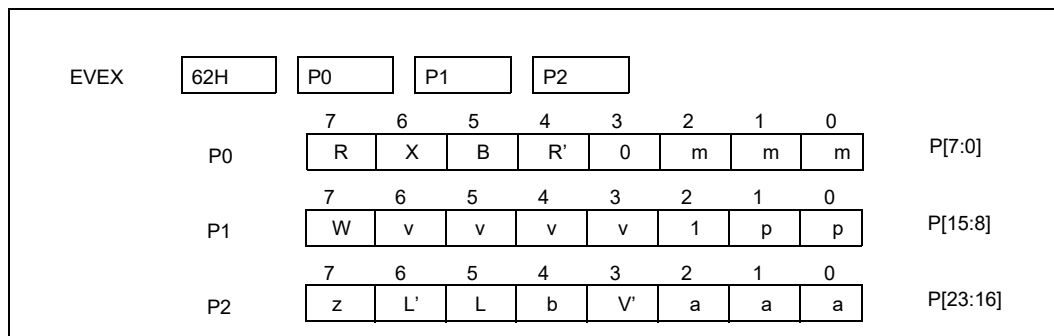 EVEX 62H P0 P1 P2
7 6 5 4 3 2 1 0
P0 R X B R’ 0 m m m P[7:0]
7 6 5 4 3 2 1 0
P1 W v v v v 1 p p P[15:8]
7 6 5 4 3 2 1 0
P2 z L’ L b V’ a a a P[23:16]